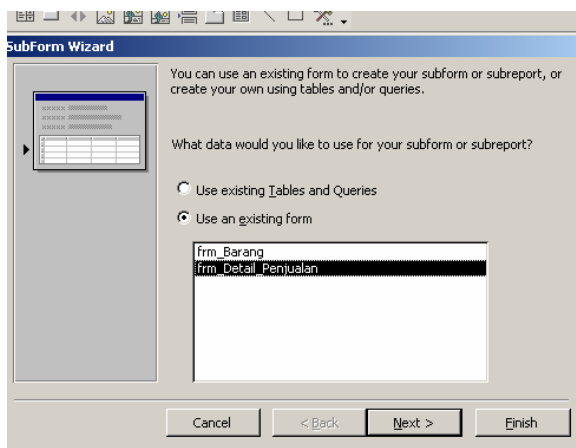 SubForm Wizard
You can use an existing form to create your subform or subreport, or
create your own using tables and/or queries.
What data would you like to use for your subform or subreport?
Use existing Tables and Queries
Use an existing form
frm_Barang
frm_Detail_Penjualan
Cancel
< Back
Next >
Finish